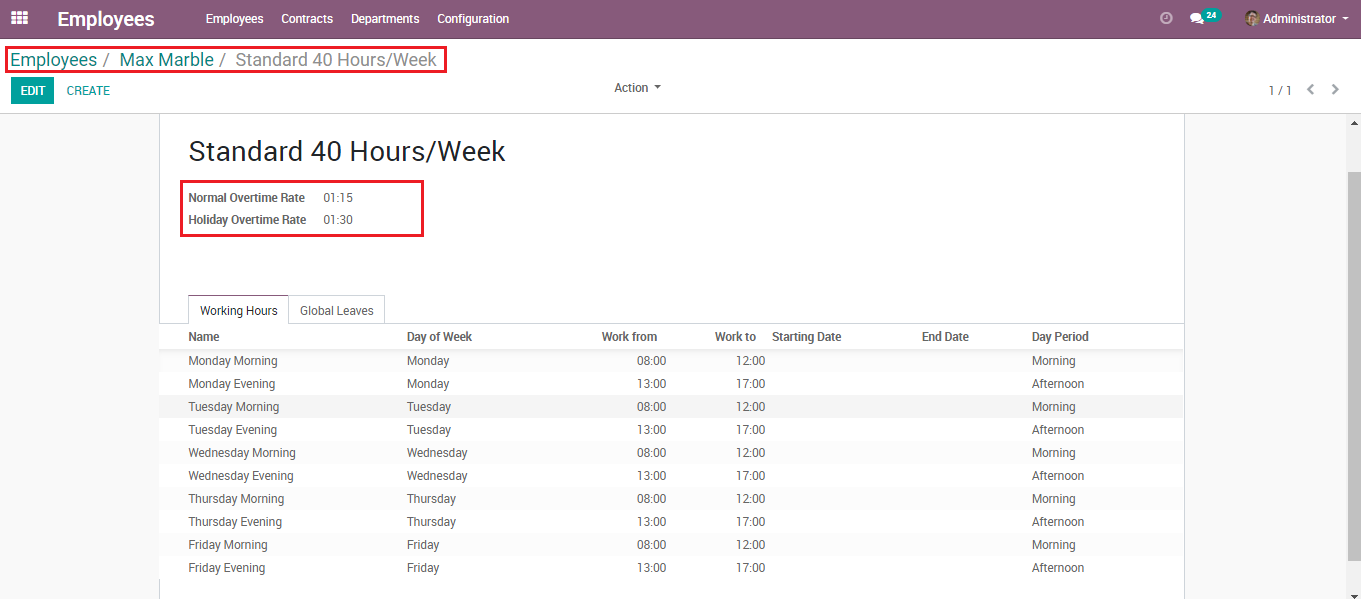 Employees Employees Contracts Departments Configuration 24 Administrator
Employees / Max Marble / Standard 40 Hours/Week
EDIT CREATE Action 1 / 1
Standard 40 Hours/Week
Normal Overtime Rate 01:15
Holiday Overtime Rate 01:30
Working Hours Global Leaves
Name Day of Week Work from Work to Starting Date End Date Day Period
Monday Morning Monday 08:00 12:00 Morning
Monday Evening Monday 13:00 17:00 Afternoon
Tuesday Morning Tuesday 08:00 12:00 Morning
Tuesday Evening Tuesday 13:00 17:00 Afternoon
Wednesday Morning Wednesday 08:00 12:00 Morning
Wednesday Evening Wednesday 13:00 17:00 Afternoon
Thursday Morning Thursday 08:00 12:00 Morning
Thursday Evening Thursday 13:00 17:00 Afternoon
Friday Morning Friday 08:00 12:00 Morning
Friday Evening Friday 13:00 17:00 Afternoon